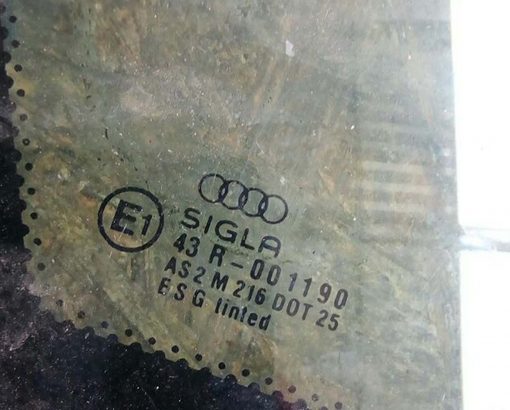 E1
SIGLA
43 R-001190
AS2 M 216 DOT 25
ESG tinted